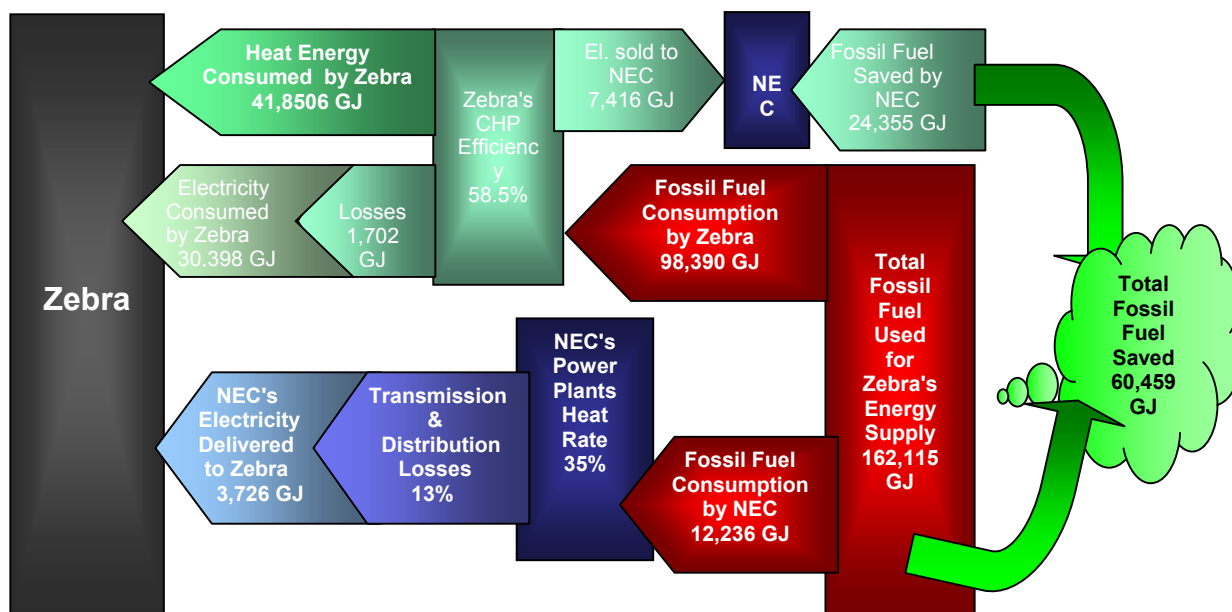 Heat Energy
Consumed by Zebra
41,8506 GJ
El. sold to
NEC
7,416 GJ
NE
C
Fossil Fuel
Saved by
NEC
24,355 GJ
Zebra's
CHP
Efficienc
y
58.5%
Electricity
Consumed
by Zebra
30,398 GJ
Losses
1,702
GJ
Fossil Fuel
Consumption
by Zebra
98,390 GJ
Total
Fossil
Fuel
Used
for
Zebra's
Energy
Supply
162,115
GJ
Total
Fossil
Fuel
Saved
60,459
GJ
Zebra
NEC's
Electricity
Delivered
to Zebra
3,726 GJ
Transmission
&
Distribution
Losses
13%
NEC's
Power
Plants
Heat
Rate
35%
Fossil Fuel
Consumption
by NEC
12,236 GJ